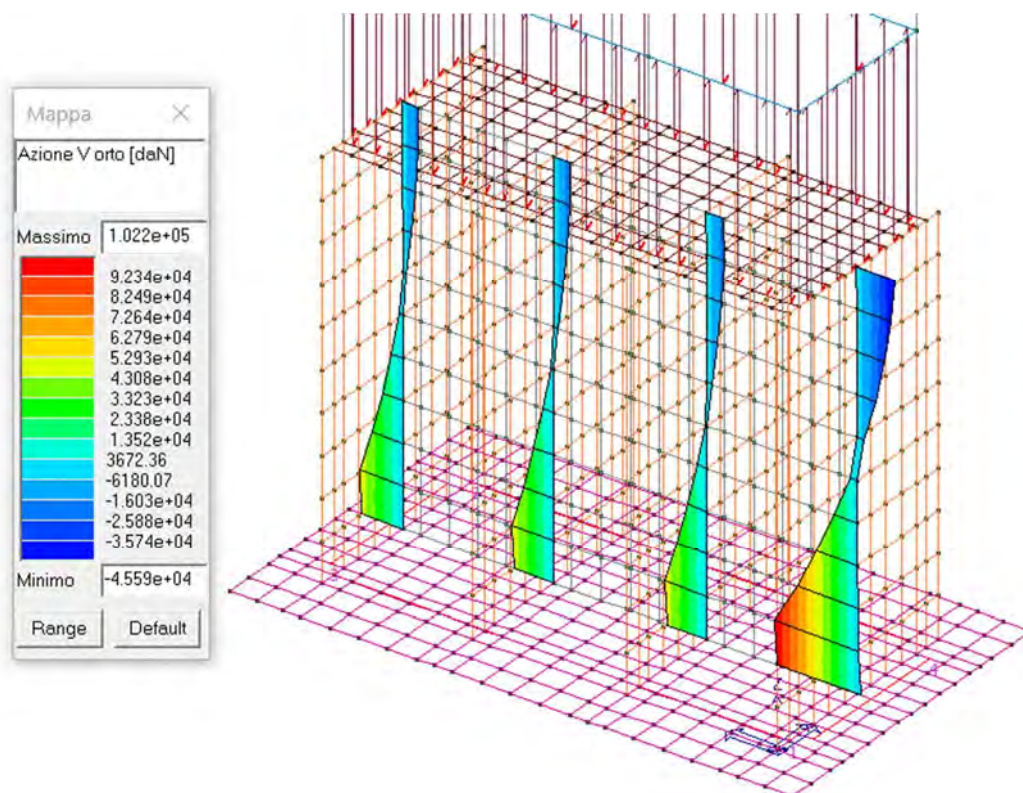 Mappa
Azione V orto [daN]
Massimo 1.022e+05
9.234e+04
8.249e+04
7.264e+04
6.279e+04
5.293e+04
4.308e+04
3.323e+04
2.338e+04
1.352e+04
3672.36
-6180.07
-1.603e+04
-2.588e+04
-3.574e+04
Minimo -4.559e+04
Range Default